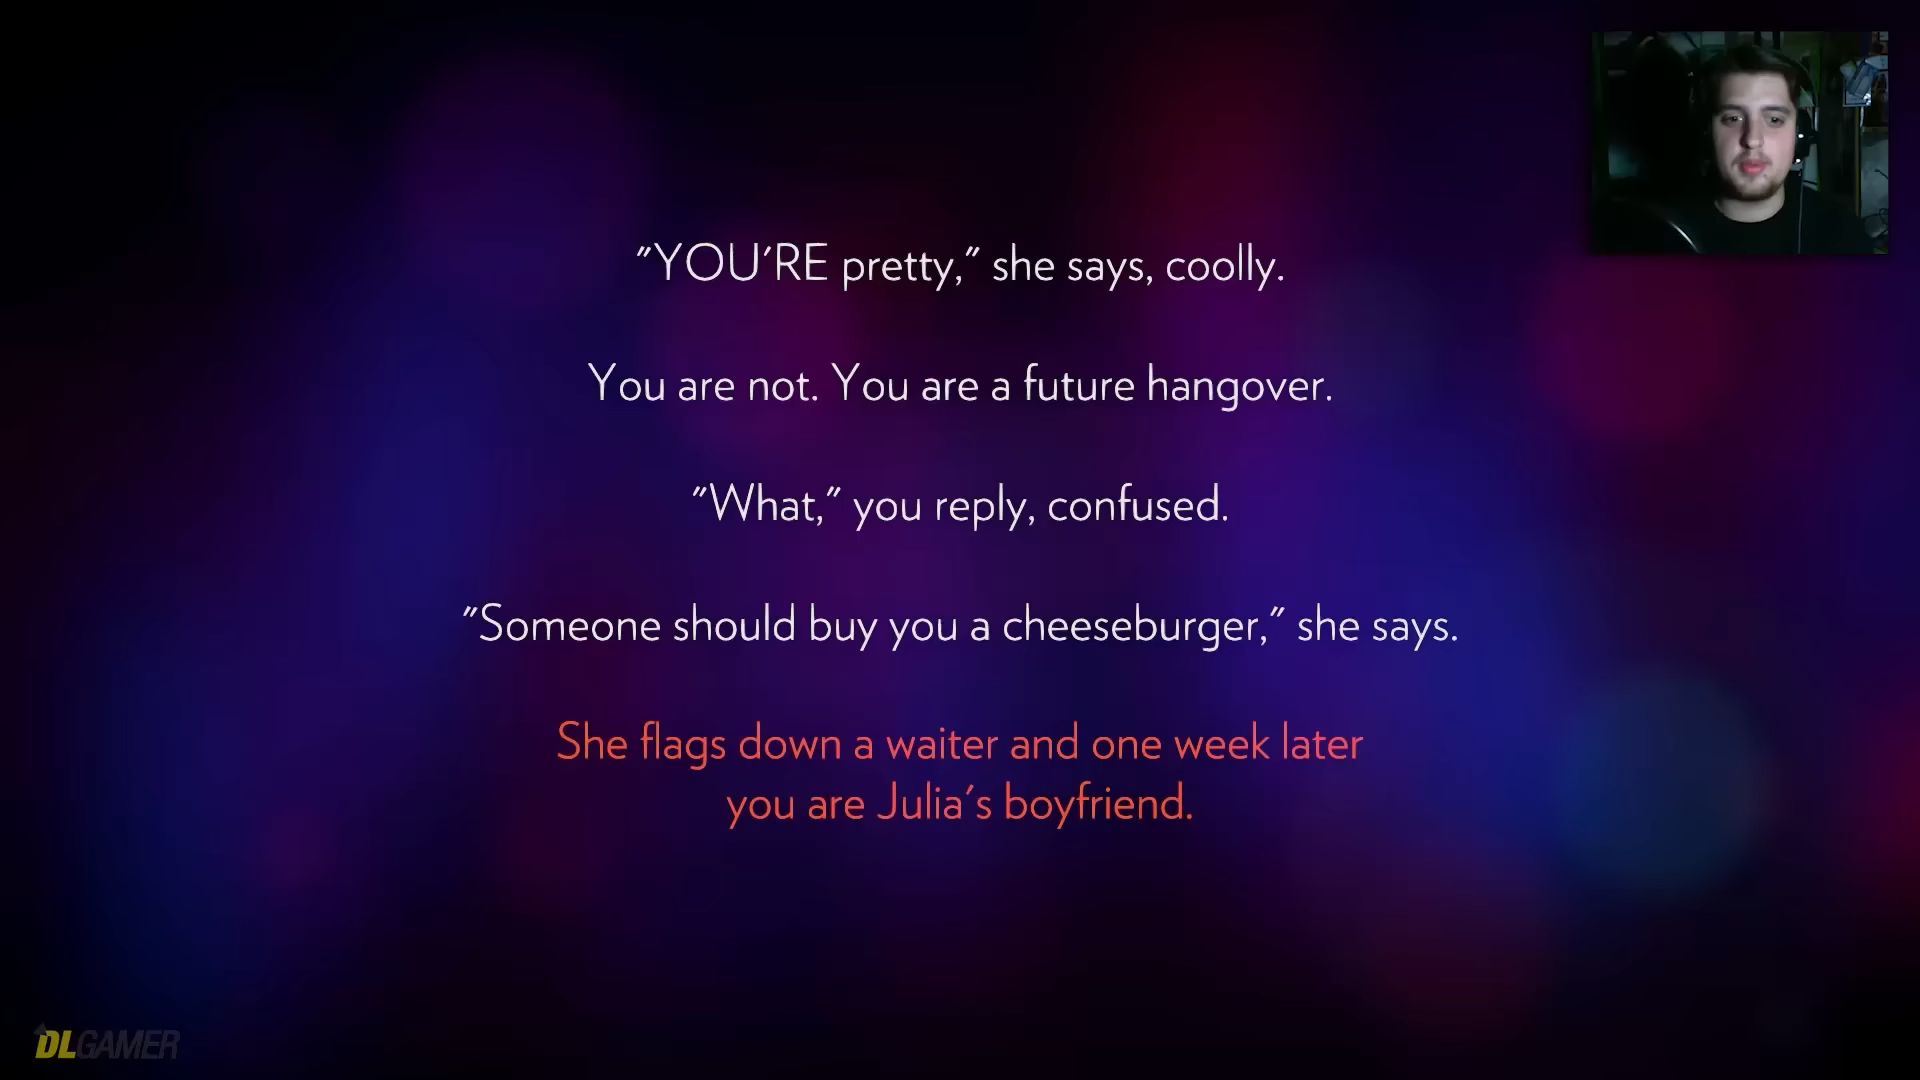 "YOU'RE pretty," she says, coolly.
You are not. You are a future hangover.
"What," you reply, confused.
"Someone should buy you a cheeseburger," she says.
She flags down a waiter and one week later
you are Julia's boyfriend.
DLGAMER